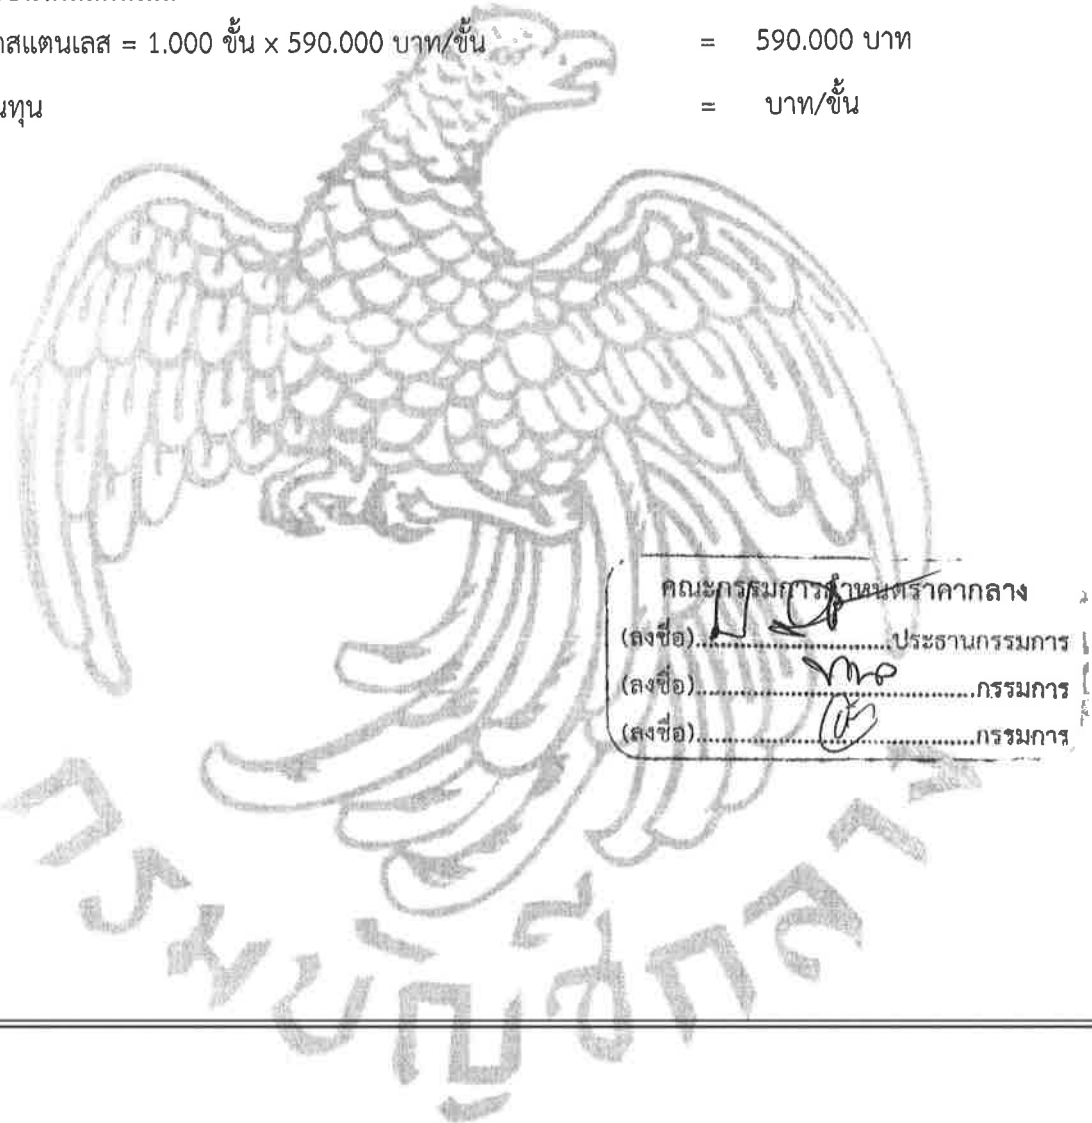 าสแตนเลส = 1.000 ขั้น x 590.000 บาท/ขั้น = 590.000 บาท
นทุน = บาท/ขั้น
คณะกรรมการกำหนดราคากลาง
(ลงชื่อ)........................ประธานกรรมการ
(ลงชื่อ)..................................กรรมการ
(ลงชื่อ)..................................กรรมการ
กรมบัญชีกลาง